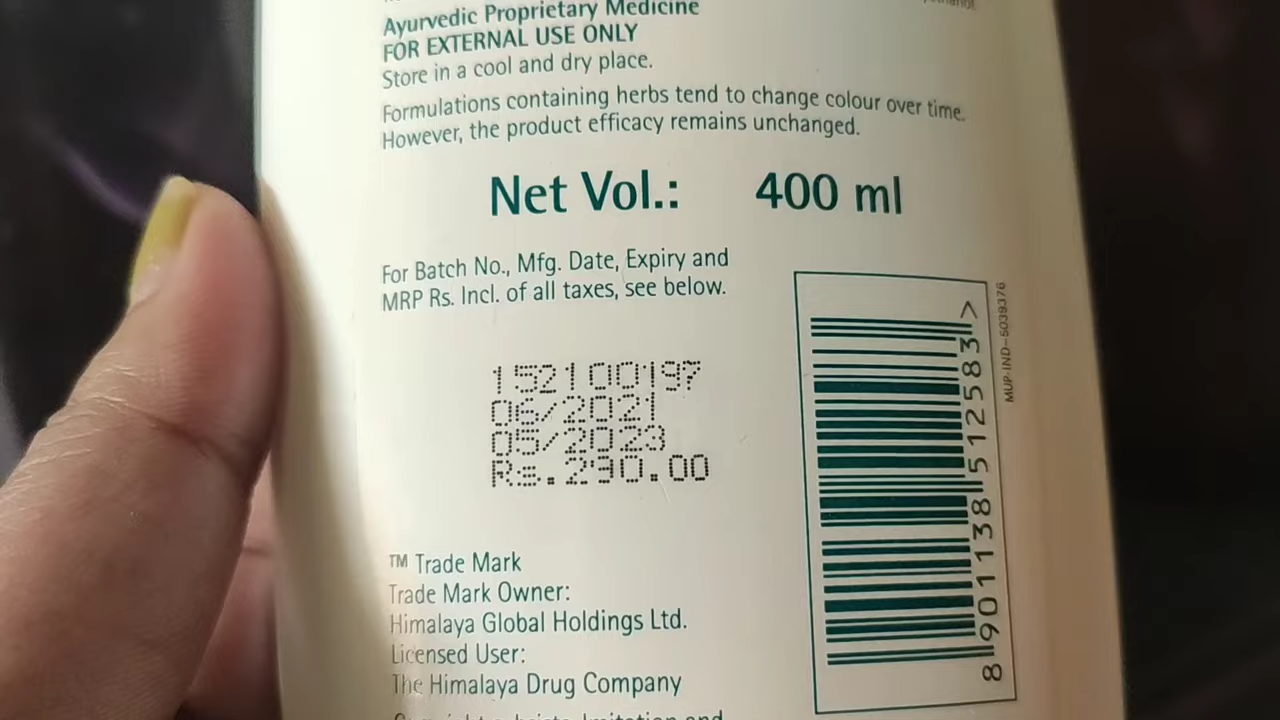 Ayurvedic Proprietary Medicine
FOR EXTERNAL USE ONLY
Store in a cool and dry place.
Formulations containing herbs tend to change colour over time.
However, the product efficacy remains unchanged.
Net Vol.: 400 ml
For Batch No., Mfg. Date, Expiry and
MRP Rs. Incl. of all taxes, see below.
152100197
06/2021
05/2023
Rs.290.00
8 901138 512583 >
MUP-IND-5039376
™ Trade Mark
Trade Mark Owner:
Himalaya Global Holdings Ltd.
Licensed User:
The Himalaya Drug Company